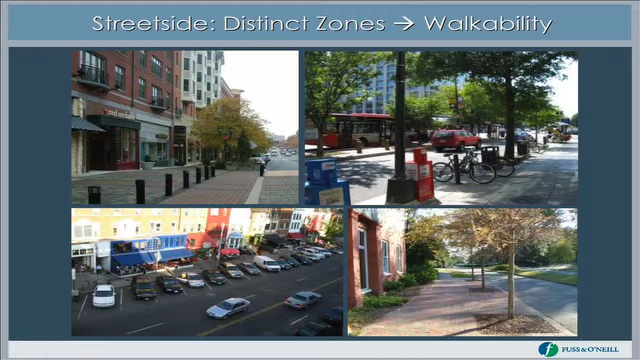 Streetside: Distinct Zones → Walkability
FUSS & O'NEILL